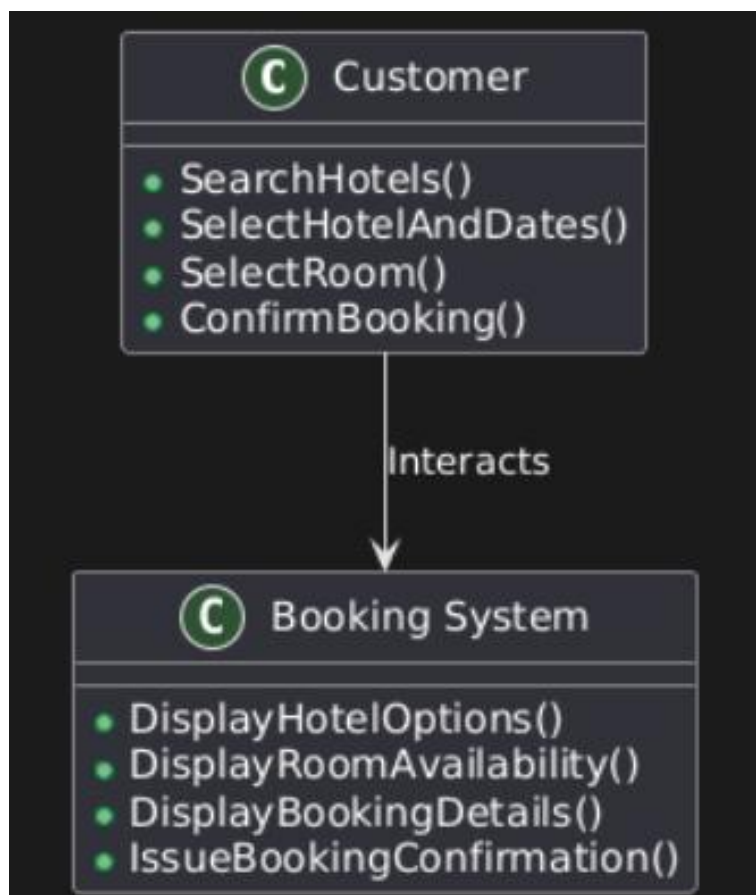 C Customer
SearchHotels()
SelectHotelAndDates()
SelectRoom()
ConfirmBooking()
Interacts
C Booking System
DisplayHotelOptions()
DisplayRoomAvailability()
DisplayBookingDetails()
IssueBookingConfirmation()